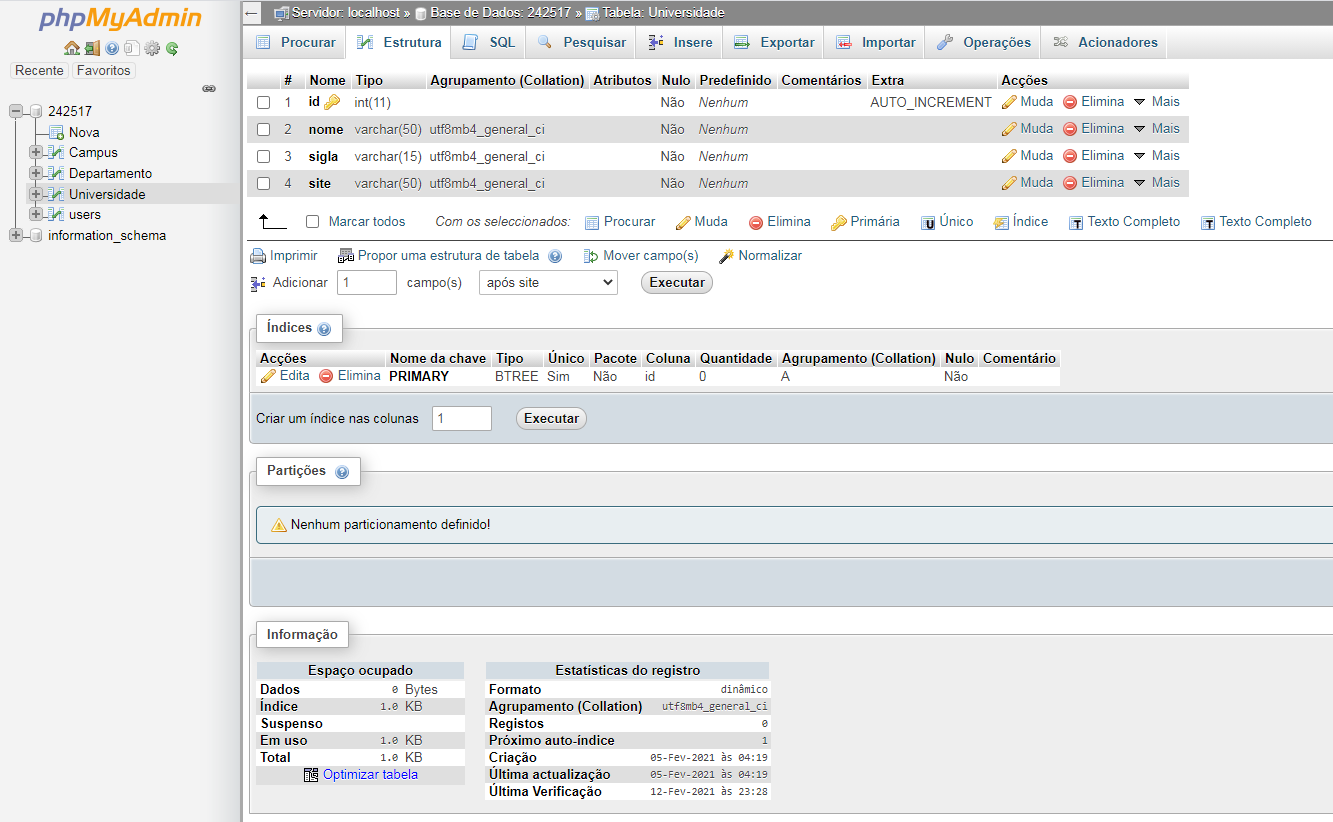 phpMyAdmin
Recente Favoritos
242517
Nova
Campus
Departamento
Universidade
users
information_schema
Servidor: localhost » Base de Dados: 242517 » Tabela: Universidade
Procurar Estrutura SQL Pesquisar Insere Exportar Importar Operações Acionadores
# Nome Tipo Agrupamento (Collation) Atributos Nulo Predefinido Comentários Extra Acções
1 id int(11) Não Nenhum AUTO_INCREMENT Muda Elimina Mais
2 nome varchar(50) utf8mb4_general_ci Não Nenhum Muda Elimina Mais
3 sigla varchar(15) utf8mb4_general_ci Não Nenhum Muda Elimina Mais
4 site varchar(50) utf8mb4_general_ci Não Nenhum Muda Elimina Mais
Marcar todos Com os seleccionados: Procurar Muda Elimina Primária Único Índice Texto Completo Texto Completo
Imprimir Propor uma estrutura de tabela Mover campo(s) Normalizar
Adicionar 1 campo(s) após site Executar
Índices
Acções Nome da chave Tipo Único Pacote Coluna Quantidade Agrupamento (Collation) Nulo Comentário
Edita Elimina PRIMARY BTREE Sim Não id 0 A Não
Criar um índice nas colunas 1 Executar
Partições
Nenhum particionamento definido!
Informação
Espaço ocupado
Dados 0 Bytes
Índice 1.0 KB
Suspenso
Em uso 1.0 KB
Total 1.0 KB
Optimizar tabela
Estatísticas do registro
Formato dinâmico
Agrupamento (Collation) utf8mb4_general_ci
Registos 0
Próximo auto-índice 1
Criação 05-Fev-2021 às 04:19
Última actualização 05-Fev-2021 às 04:19
Última Verificação 12-Fev-2021 às 23:28